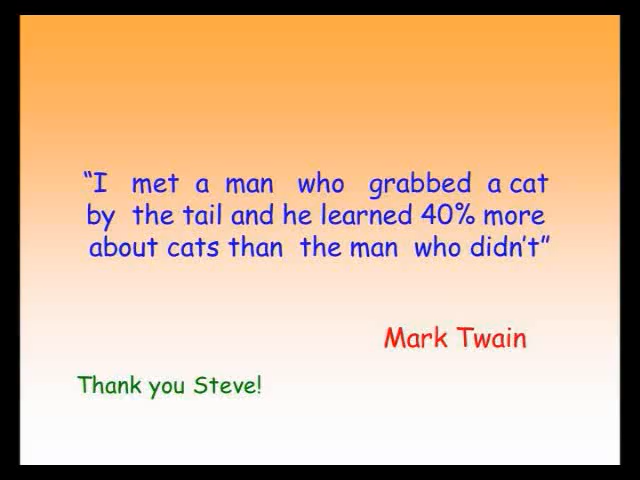 “I met a man who grabbed a cat
by the tail and he learned 40% more
about cats than the man who didn’t”
Mark Twain
Thank you Steve!